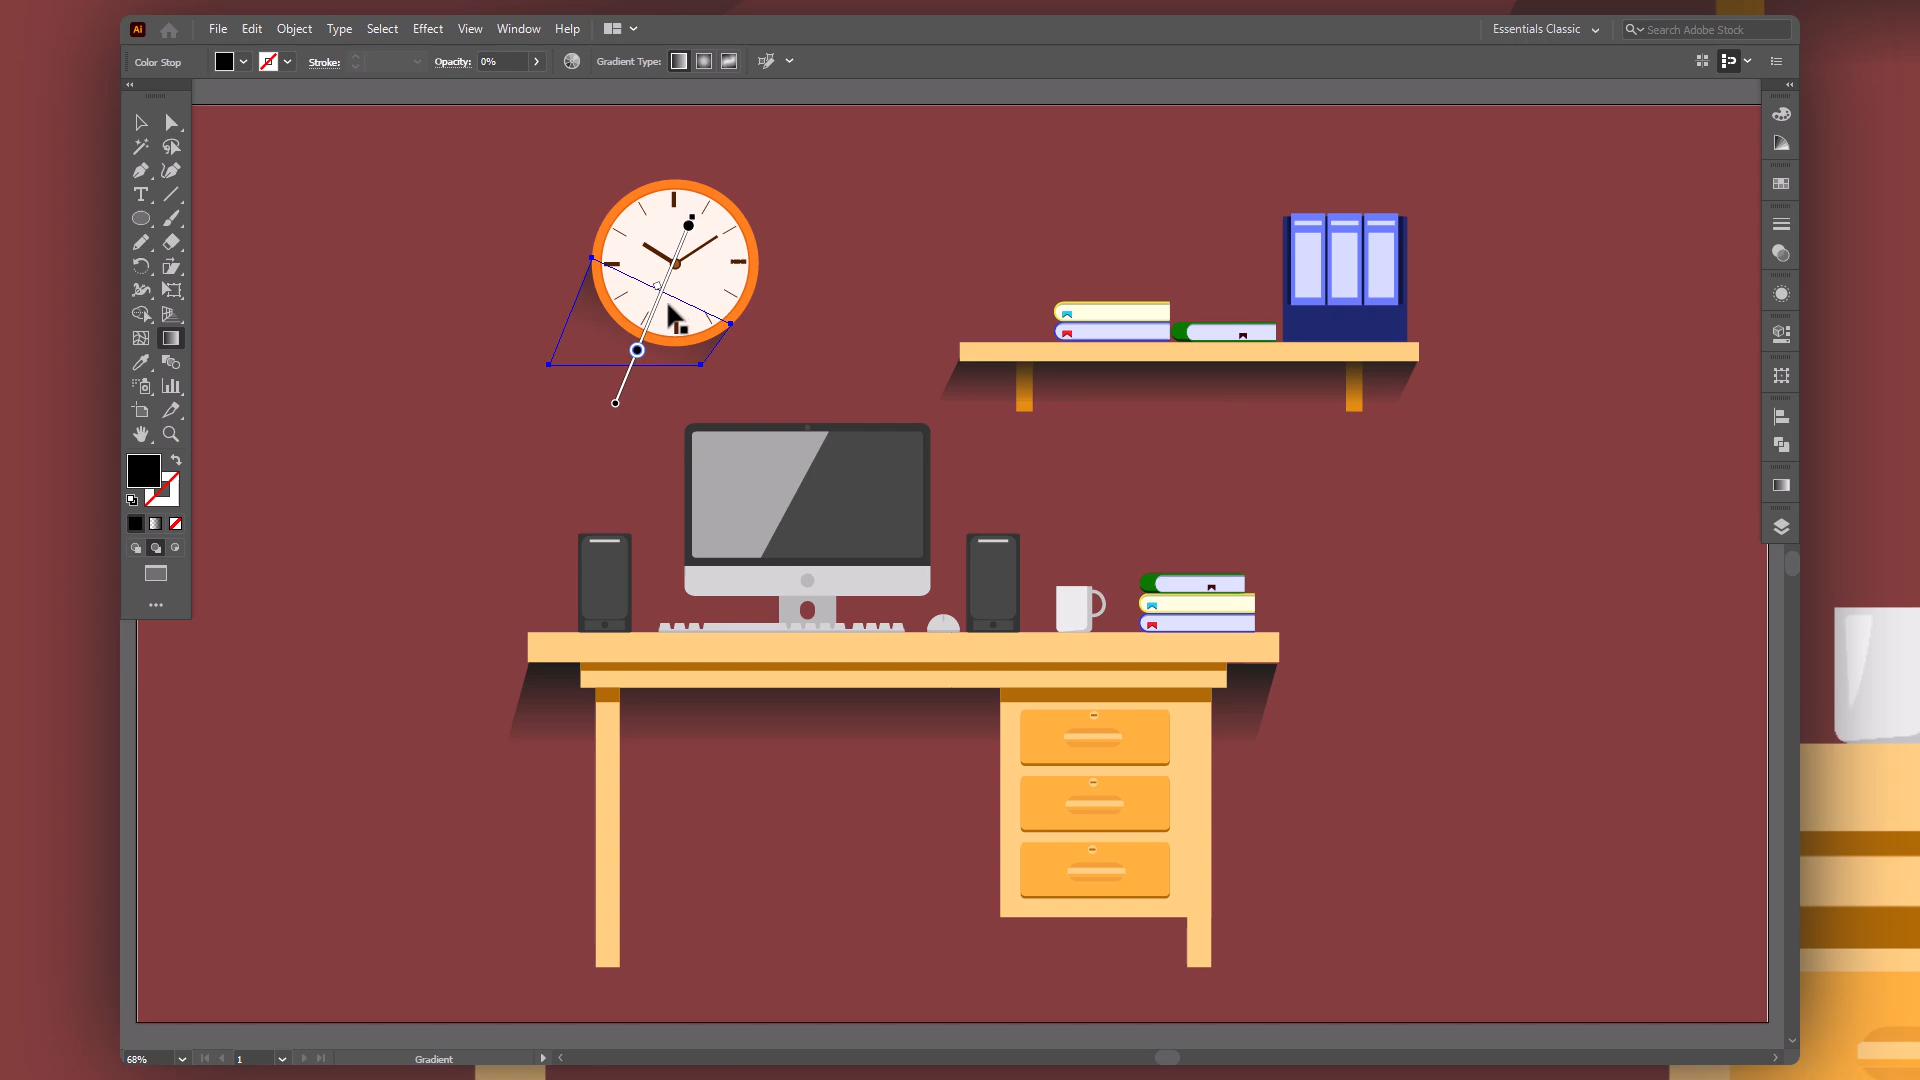 Ai File Edit Object Type Select Effect View Window Help Essentials Classic Search Adobe Stock
Color Stop Stroke: Opacity: 0% Gradient Type:
68% 1 Gradient